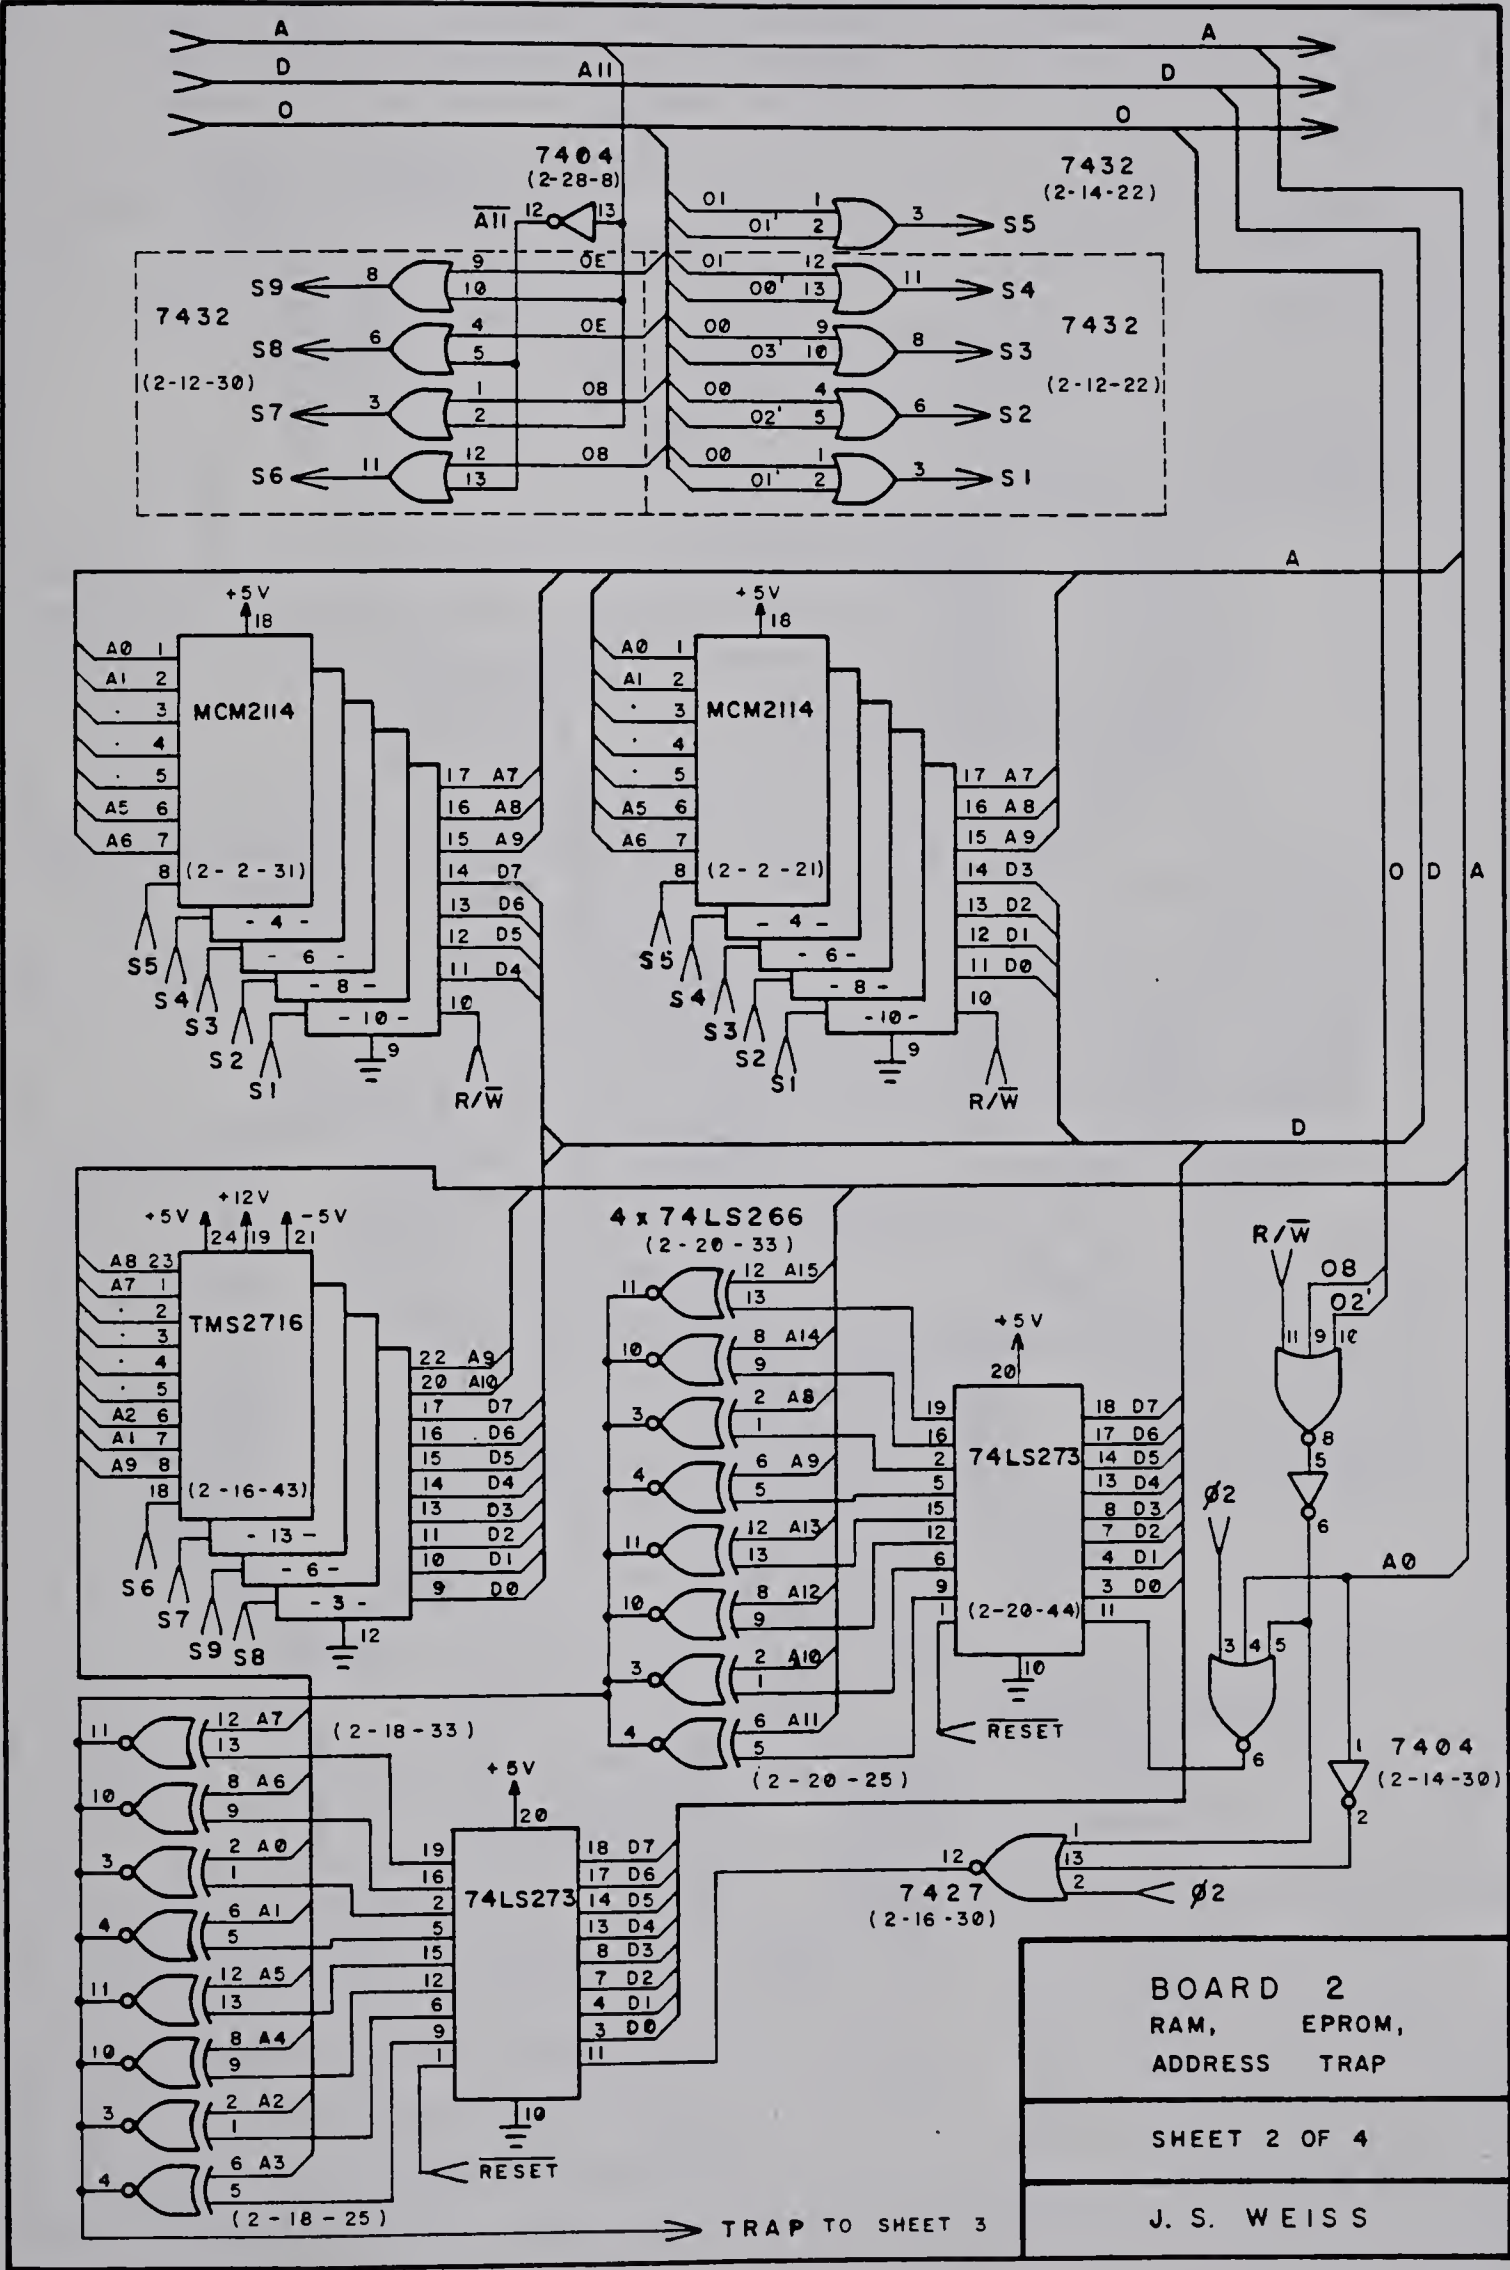 A A
D A11 D
O O
7404
(2-28-8)
7432
(2-14-22)
A11 12 13
O1 1
O1' 2 3 S5
S9 8 9 OE
10
O1 12
O0' 13 11 S4
7432
(2-12-30)
S8 6 4 OE
5
O0 9
O3' 10 8 S3
7432
(2-12-22)
S7 3 1 O8
2
O0 4
O2' 5 6 S2
S6 11 12 O8
13
O0 1
O1' 2 3 S1
A
+5V
18
A0 1
A1 2
. 3
. 4
. 5
A5 6
A6 7
8
MCM2114
(2-2-31)
- 4 -
- 6 -
- 8 -
- 10 -
17 A7
16 A8
15 A9
14 D7
13 D6
12 D5
11 D4
10
9
S5
S4
S3
S2
S1
R/W
+5V
18
A0 1
A1 2
. 3
. 4
. 5
A5 6
A6 7
8
MCM2114
(2-2-21)
- 4 -
- 6 -
- 8 -
- 10 -
17 A7
16 A8
15 A9
14 D3
13 D2
12 D1
11 D0
10
9
S5
S4
S3
S2
S1
R/W
O D A
D
+12V
+5V -5V
24 19 21
A8 23
A7 1
. 2
. 3
. 4
. 5
A2 6
A1 7
A9 8
18
TMS2716
(2-16-43)
- 13 -
- 6 -
- 3 -
22 A9
20 A10
17 D7
16 D6
15 D5
14 D4
13 D3
11 D2
10 D1
9 D0
12
S6
S7
S9
S8
4 x 74LS266
(2-20-33)
11 12 A15
13
10 8 A14
9
3 2 A8
1
4 6 A9
5
11 12 A13
13
10 8 A12
9
3 2 A10
1
4 6 A11
5
(2-20-25)
+5V
20
19
16
2
5
15
12
6
9
1
74LS273
(2-20-44)
18 D7
17 D6
14 D5
13 D4
8 D3
7 D2
4 D1
3 D0
11
10
RESET
R/W
O8
O2'
11 9 10
8
5
6
Ø2
A0
3 4 5
6
1 7404
(2-14-30)
2
11 12 A7 (2-18-33)
13
10 8 A6
9
3 2 A0
1
4 6 A1
5
11 12 A5
13
10 8 A4
9
3 2 A2
1
4 6 A3
5
(2-18-25)
+5V
20
19
16
2
5
15
12
6
9
1
74LS273
18 D7
17 D6
14 D5
13 D4
8 D3
7 D2
4 D1
3 D0
11
10
RESET
12 1
13
2 Ø2
7427
(2-16-30)
TRAP TO SHEET 3
BOARD 2
RAM, EPROM,
ADDRESS TRAP
SHEET 2 OF 4
J. S. WEISS